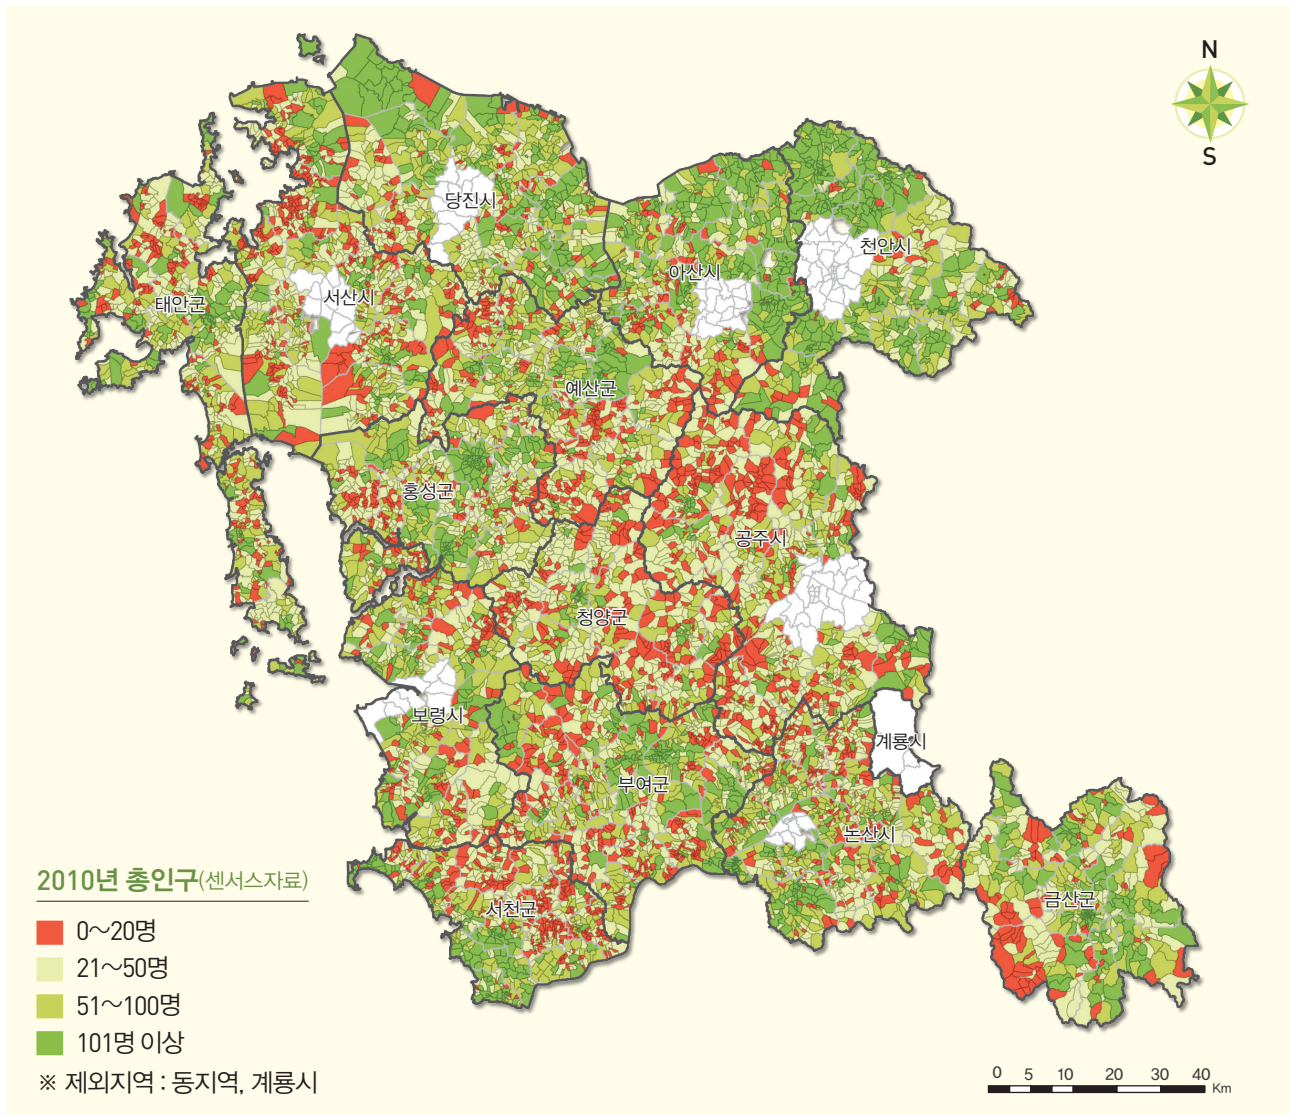 N
S
당진시
천안시
아산시
서산시
태안군
예산군
홍성군
공주시
청양군
보령시
계룡시
부여군
논산시
금산군
서천군
2010년 총인구(센서스자료)
0~20명
21~50명
51~100명
101명 이상
※ 제외지역 : 동지역, 계룡시
0 5 10 20 30 40 Km